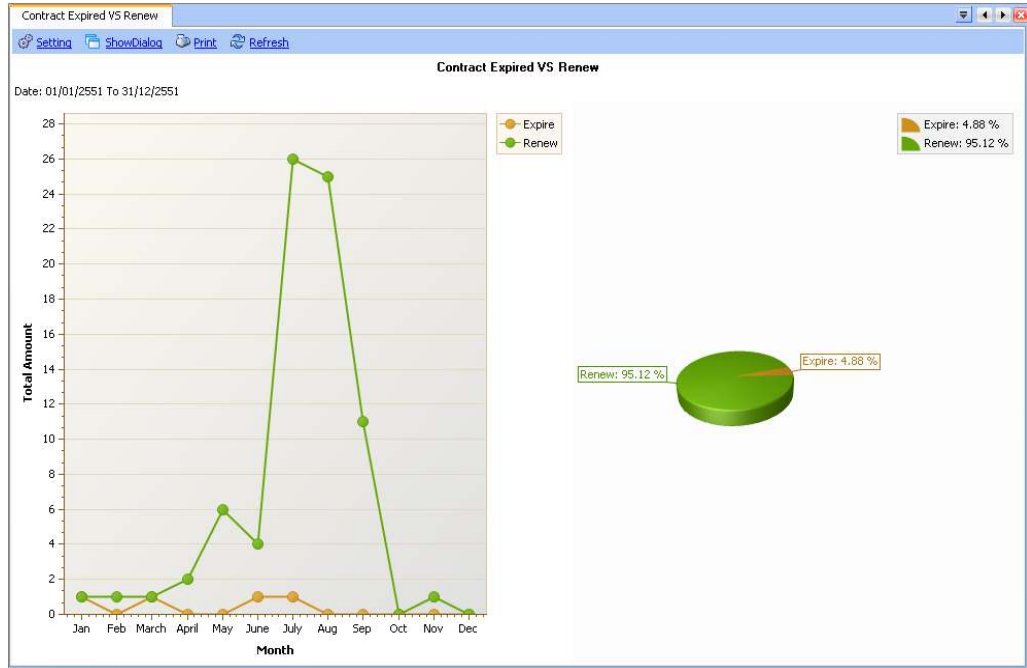 Contract Expired VS Renew
Setting ShowDialog Print Refresh
Contract Expired VS Renew
Date: 01/01/2551 To 31/12/2551
28
26
24
22
20
18
16
14
12
10
8
6
4
2
0
Total Amount
Jan Feb March April May June July Aug Sep Oct Nov Dec
Month
Expire
Renew
Expire: 4.88 %
Renew: 95.12 %
Renew: 95.12 %
Expire: 4.88 %